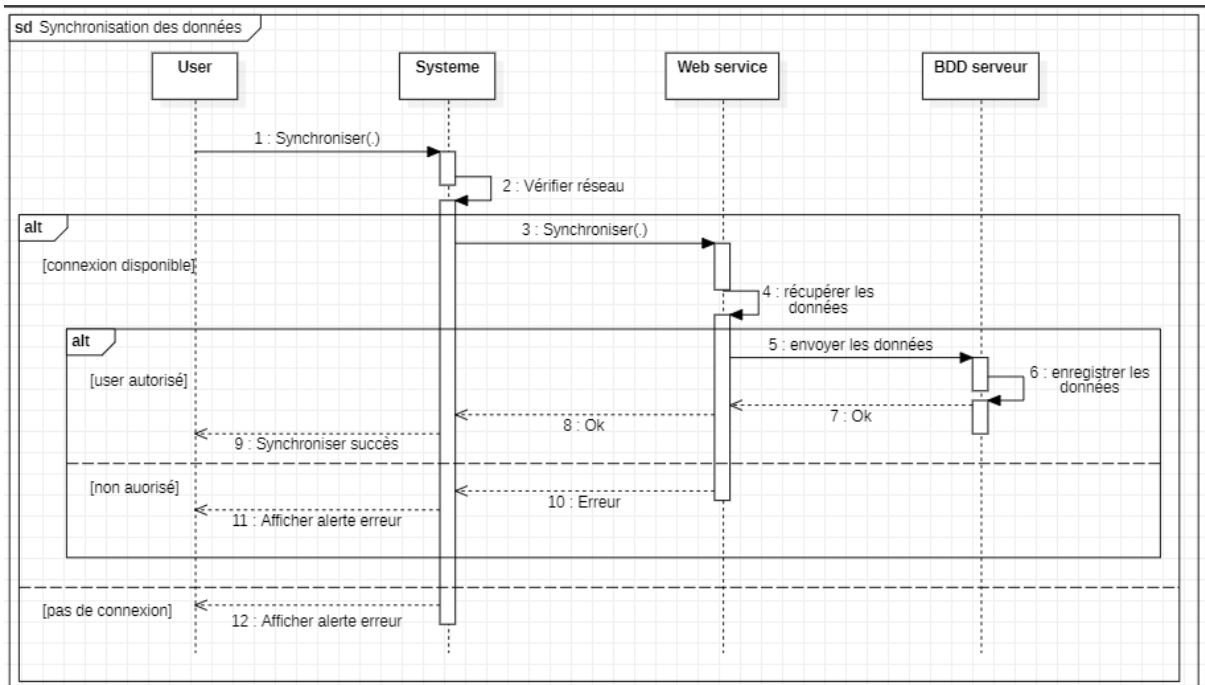 sd Synchronisation des données
User
Systeme
Web service
BDD serveur
1 : Synchroniser(.)
2 : Vérifier réseau
alt
3 : Synchroniser(.)
[connexion disponible]
4 : récupérer les
données
alt
5 : envoyer les données
[user autorisé]
6 : enregistrer les
données
7 : Ok
8 : Ok
9 : Synchroniser succès
[non auorisé]
10 : Erreur
11 : Afficher alerte erreur
[pas de connexion]
12 : Afficher alerte erreur